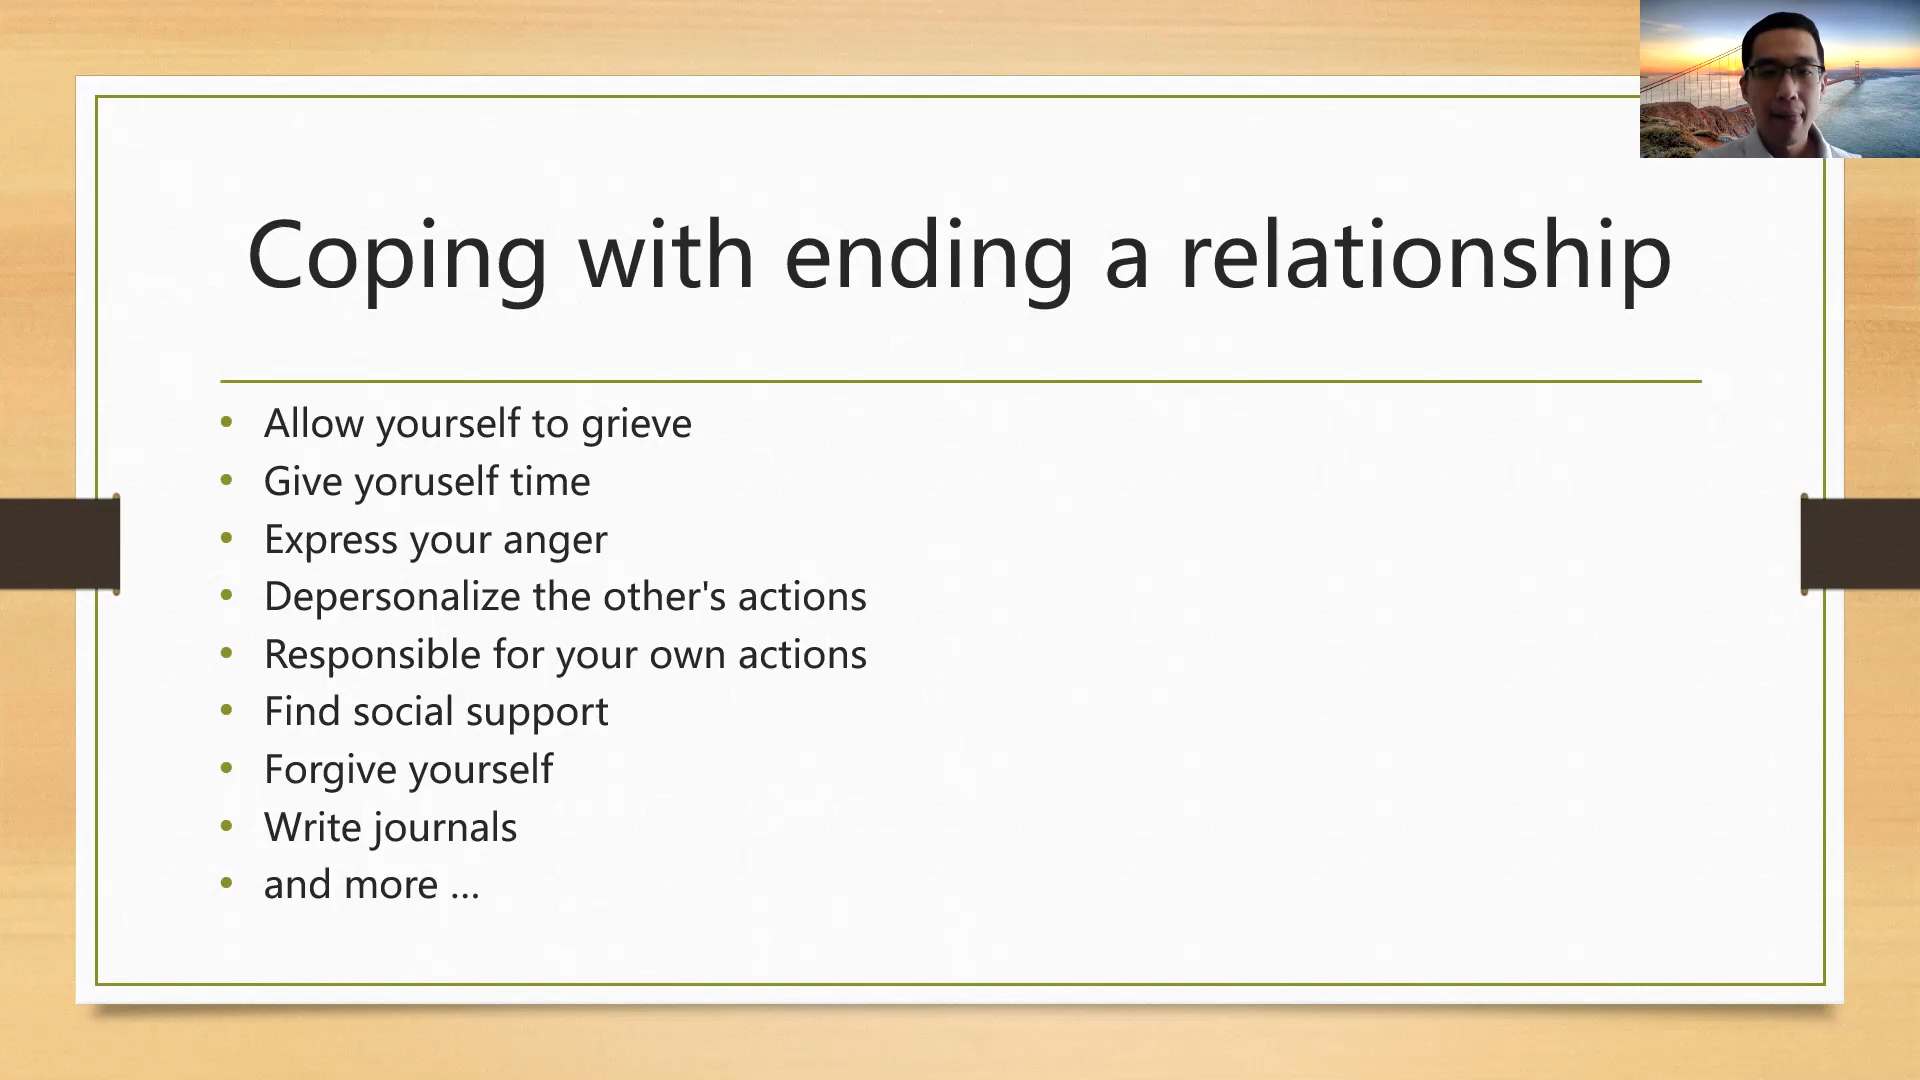 Coping with ending a relationship
• Allow yourself to grieve
• Give yoruself time
• Express your anger
• Depersonalize the other's actions
• Responsible for your own actions
• Find social support
• Forgive yourself
• Write journals
• and more ...